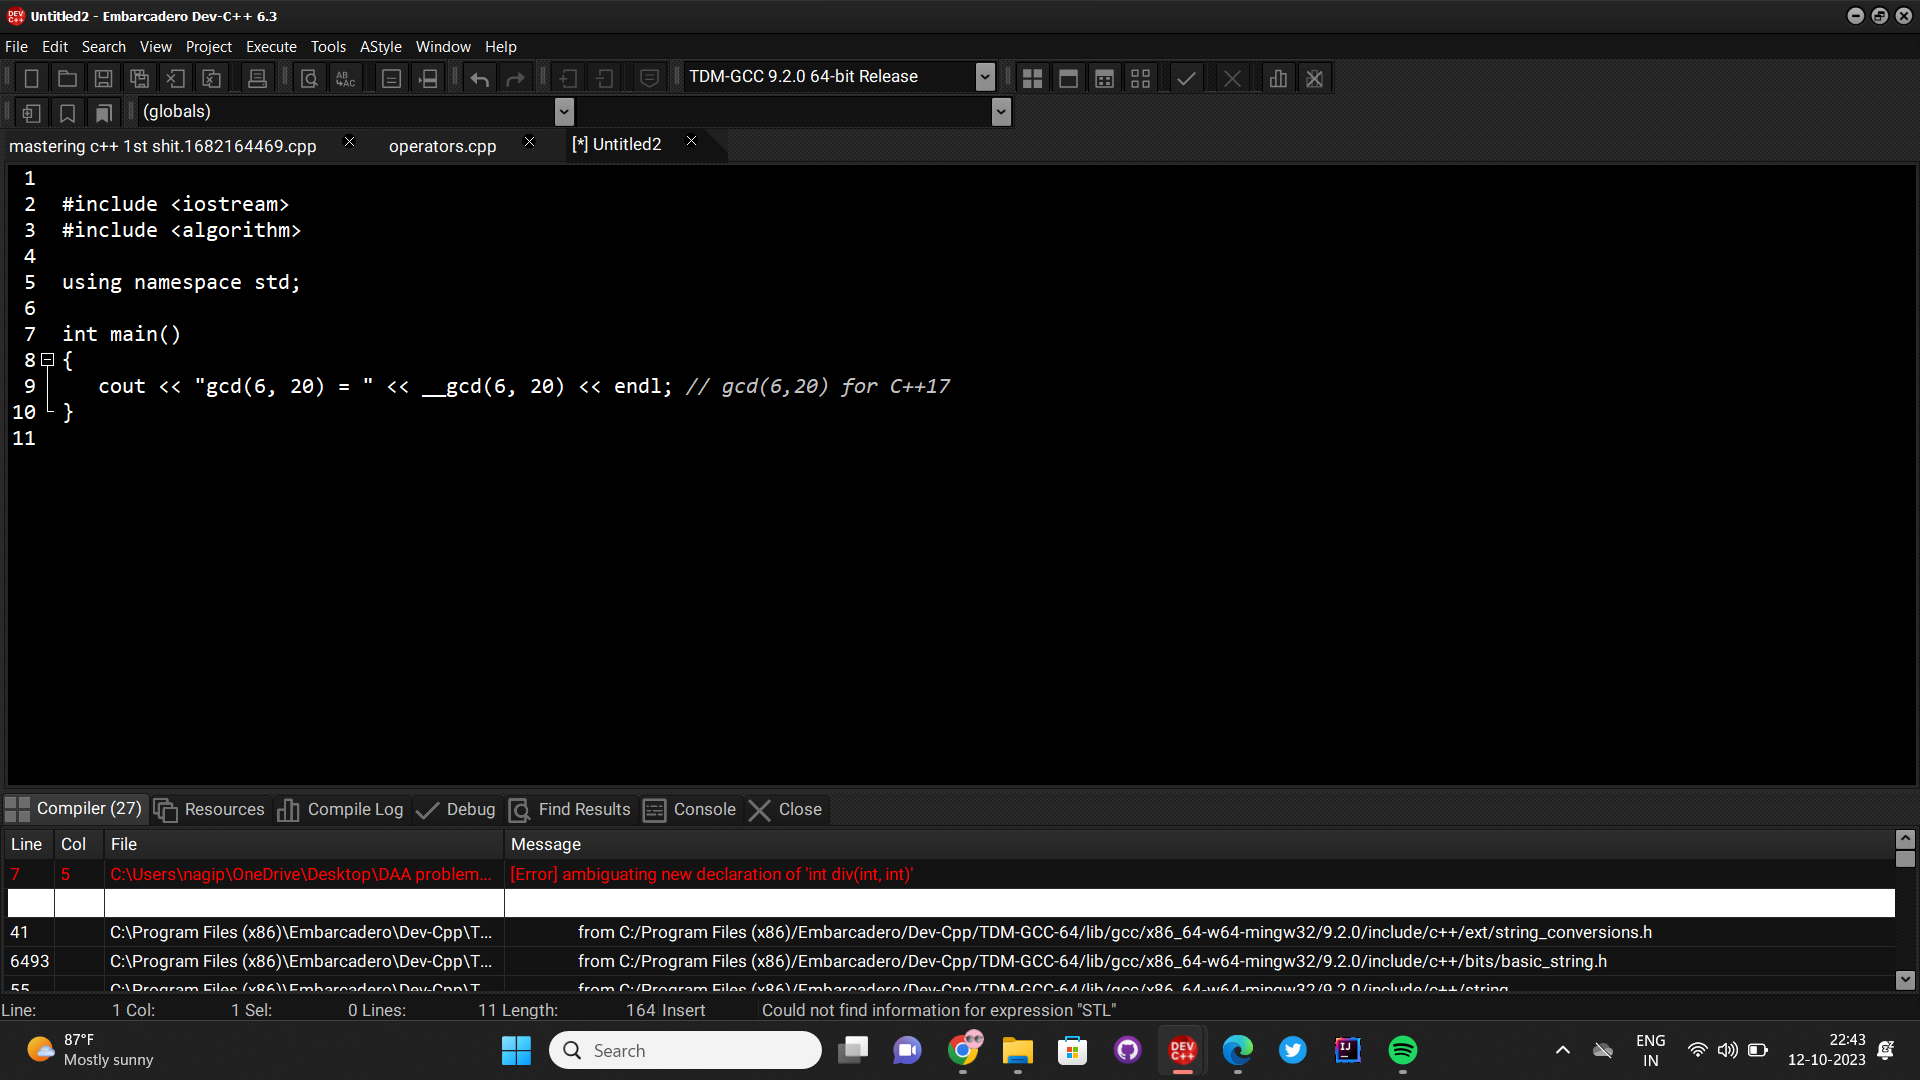 Untitled2 - Embarcadero Dev-C++ 6.3
File Edit Search View Project Execute Tools AStyle Window Help
TDM-GCC 9.2.0 64-bit Release
(globals)
mastering c++ 1st shit.1682164469.cpp operators.cpp [*] Untitled2
1
2 #include <iostream>
3 #include <algorithm>
4
5 using namespace std;
6
7 int main()
8 {
9 cout << "gcd(6, 20) = " << __gcd(6, 20) << endl; // gcd(6,20) for C++17
10 }
11
Compiler (27) Resources Compile Log Debug Find Results Console Close
Line Col File Message
7 5 C:\Users\nagip\OneDrive\Desktop\DAA problem... [Error] ambiguating new declaration of 'int div(int, int)'
41 C:\Program Files (x86)\Embarcadero\Dev-Cpp\T... from C:/Program Files (x86)/Embarcadero/Dev-Cpp/TDM-GCC-64/lib/gcc/x86_64-w64-mingw32/9.2.0/include/c++/ext/string_conversions.h
6493 C:\Program Files (x86)\Embarcadero\Dev-Cpp\T... from C:/Program Files (x86)/Embarcadero/Dev-Cpp/TDM-GCC-64/lib/gcc/x86_64-w64-mingw32/9.2.0/include/c++/bits/basic_string.h
55 C:\Program Files (x86)\Embarcadero\Dev-Cpp\T... from C:/Program Files (x86)/Embarcadero/Dev-Cpp/TDM-GCC-64/lib/gcc/x86_64-w64-mingw32/9.2.0/include/c++/string
Line: 1 Col: 1 Sel: 0 Lines: 11 Length: 164 Insert Could not find information for expression "STL"
87°F
Mostly sunny
Search
DEV C++
IJ
ENG
IN
22:43
12-10-2023